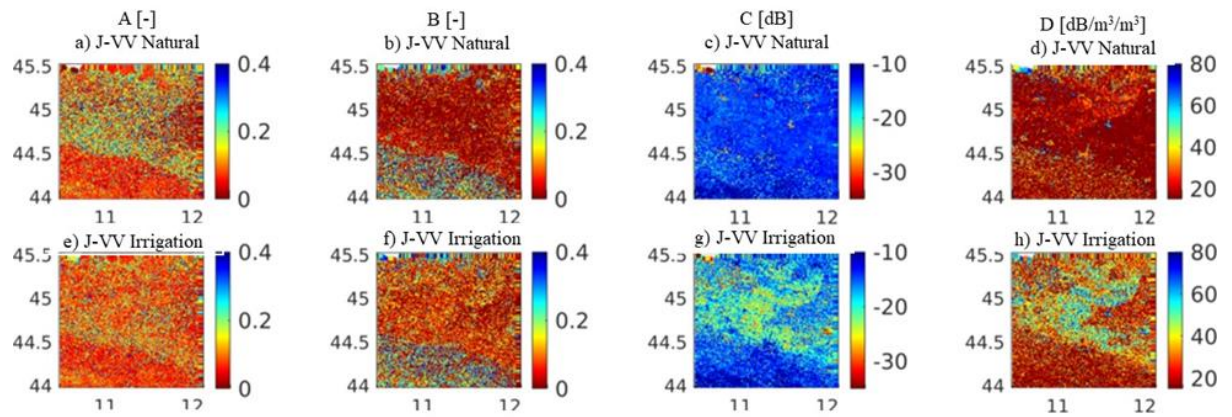 A [-] B [-] C [dB] D [dB/m³/m³]
a) J-VV Natural b) J-VV Natural c) J-VV Natural d) J-VV Natural
45.5 0.4 45.5 0.4 45.5 -10 45.5 80
45 45 45 45
0.2 0.2 -20 60
44.5 44.5 44.5 44.5 40
-30
44 0 44 0 44 44 20
11 12 11 12 11 12 11 12
e) J-VV Irrigation f) J-VV Irrigation g) J-VV Irrigation h) J-VV Irrigation
45.5 0.4 45.5 0.4 45.5 -10 45.5 80
45 45 45 45 60
0.2 0.2 -20
44.5 44.5 44.5 44.5 40
-30
44 0 44 0 44 44 20
11 12 11 12 11 12 11 12